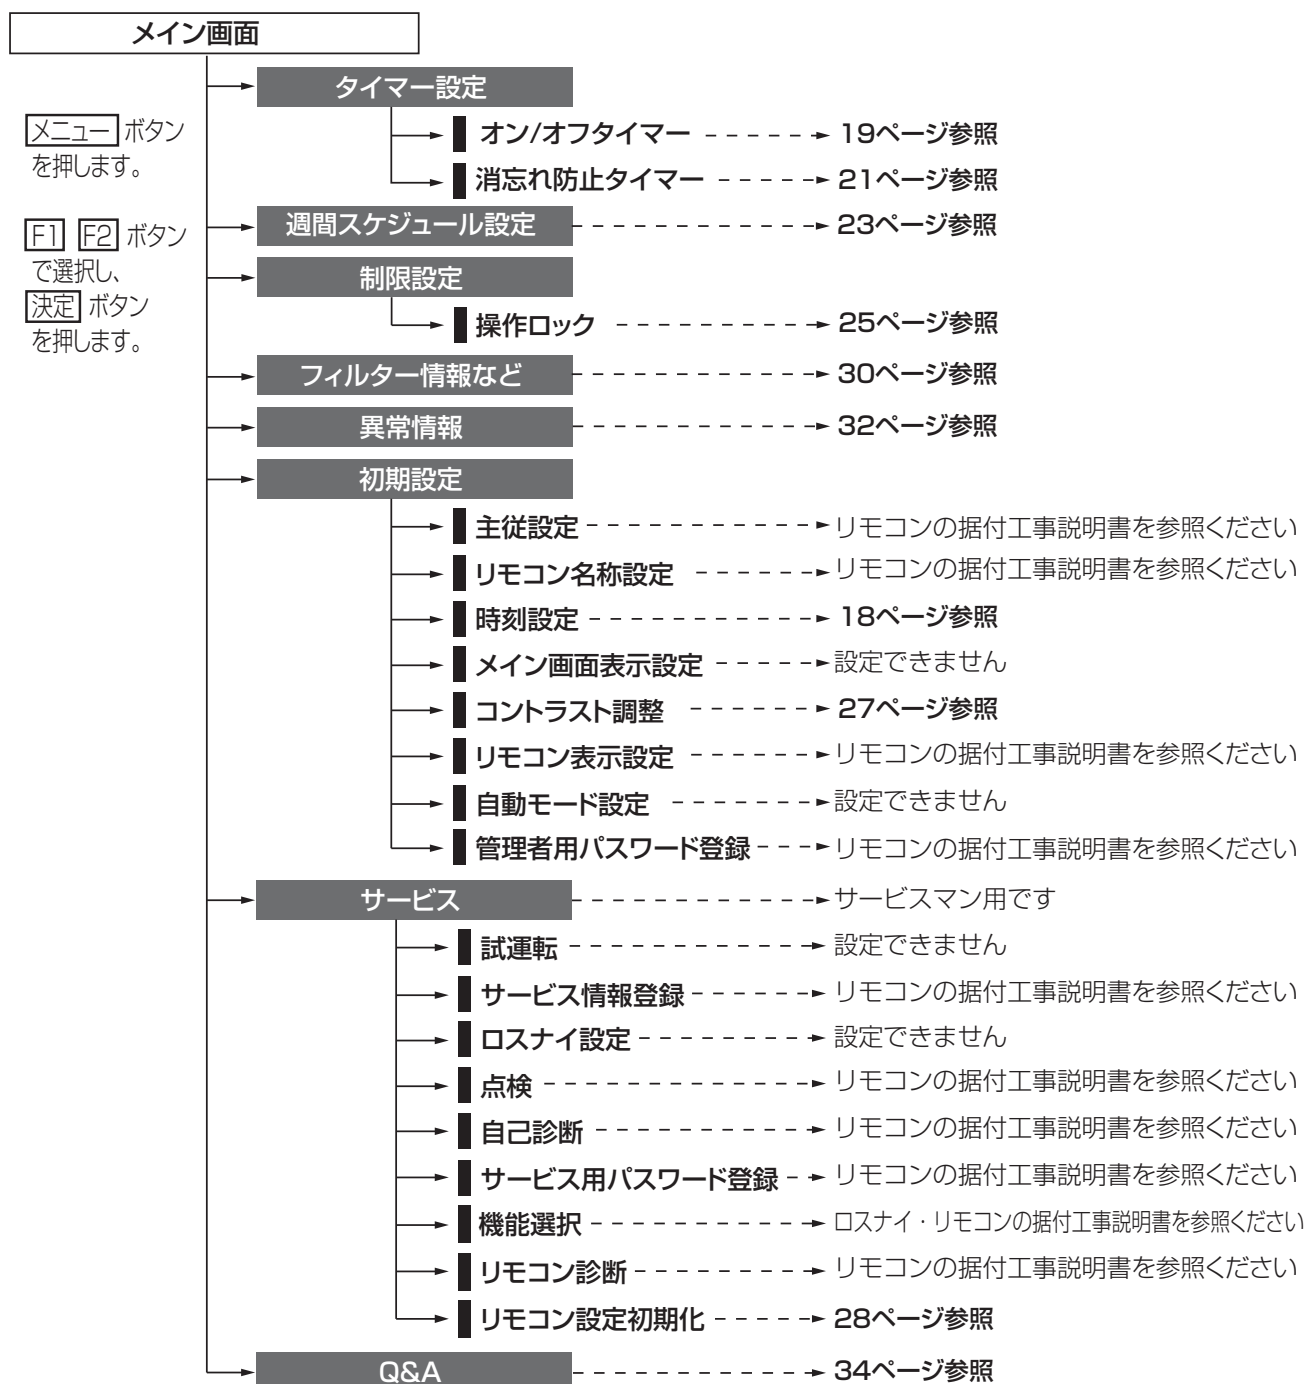 メイン画面
メニュー ボタン
を押します。
F1 F2 ボタン
で選択し、
決定 ボタン
を押します。
タイマー設定
オン/オフタイマー 19ページ参照
消忘れ防止タイマー 21ページ参照
週間スケジュール設定 23ページ参照
制限設定
操作ロック 25ページ参照
フィルター情報など 30ページ参照
異常情報 32ページ参照
初期設定
主従設定 リモコンの据付工事説明書を参照ください
リモコン名称設定 リモコンの据付工事説明書を参照ください
時刻設定 18ページ参照
メイン画面表示設定 設定できません
コントラスト調整 27ページ参照
リモコン表示設定 リモコンの据付工事説明書を参照ください
自動モード設定 設定できません
管理者用パスワード登録 リモコンの据付工事説明書を参照ください
サービス サービスマン用です
試運転 設定できません
サービス情報登録 リモコンの据付工事説明書を参照ください
ロスナイ設定 設定できません
点検 リモコンの据付工事説明書を参照ください
自己診断 リモコンの据付工事説明書を参照ください
サービス用パスワード登録 リモコンの据付工事説明書を参照ください
機能選択 ロスナイ・リモコンの据付工事説明書を参照ください
リモコン診断 リモコンの据付工事説明書を参照ください
リモコン設定初期化 28ページ参照
Q&A 34ページ参照